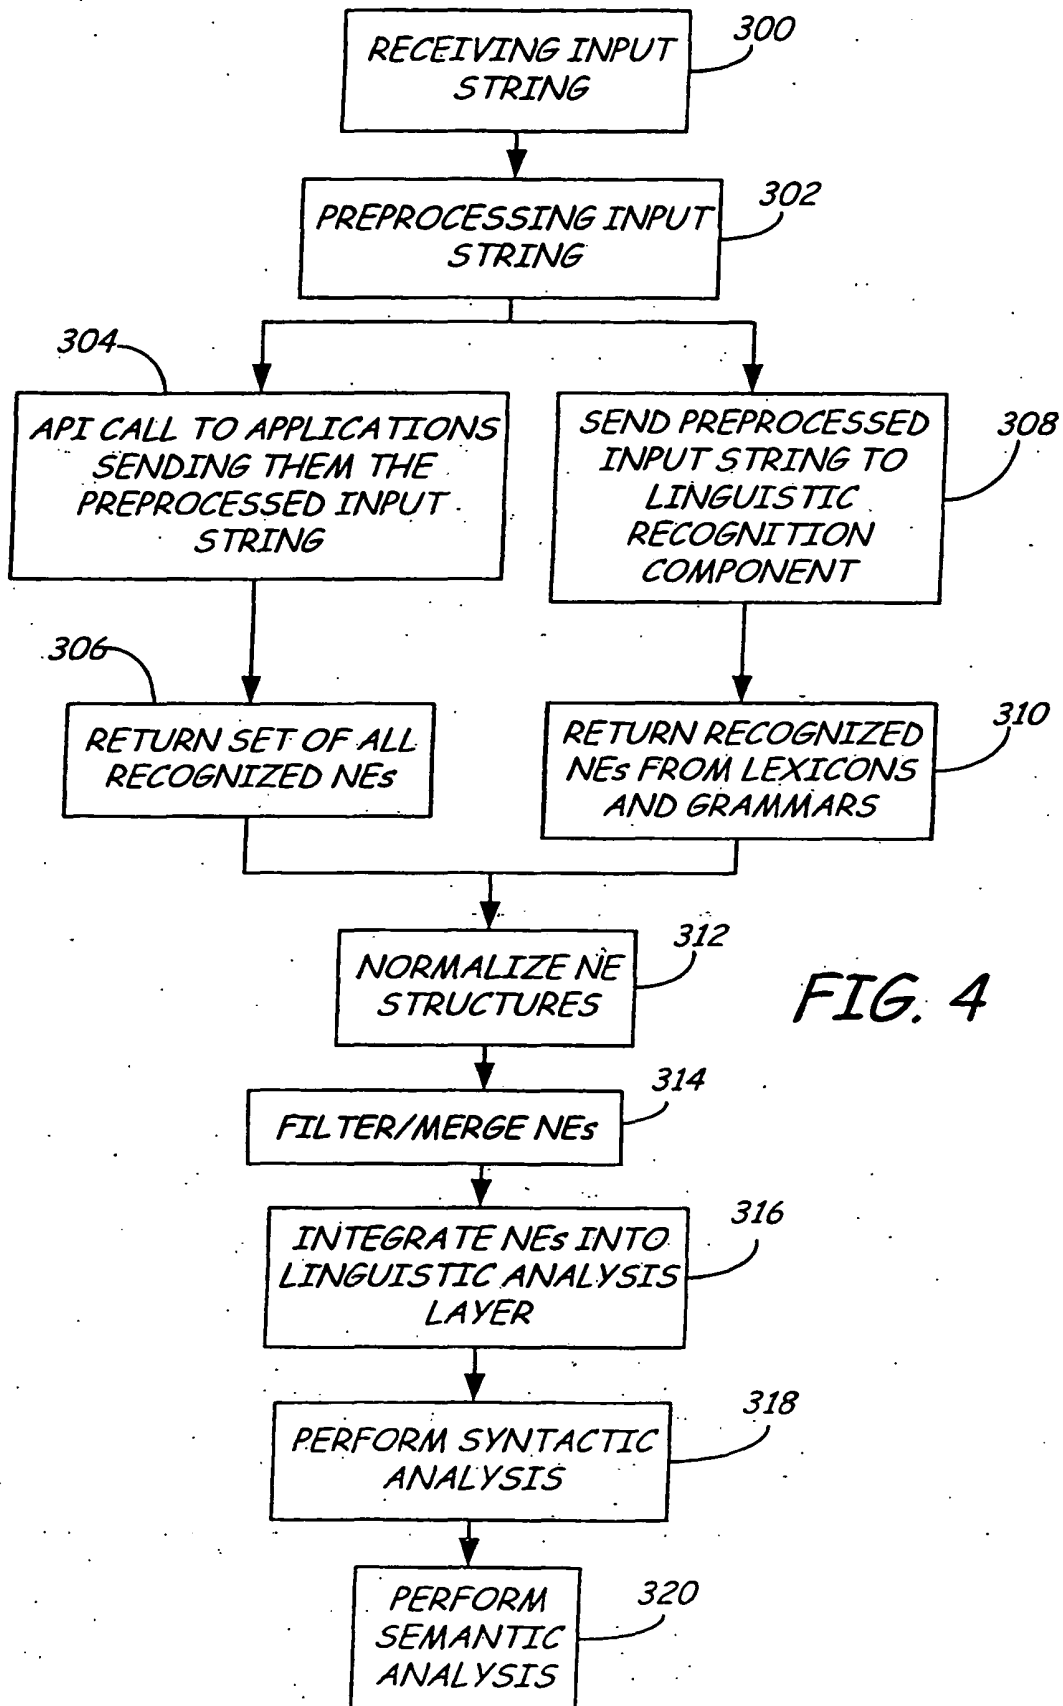 RECEIVING INPUT
STRING
300
PREPROCESSING INPUT
STRING
302
304
API CALL TO APPLICATIONS
SENDING THEM THE
PREPROCESSED INPUT
STRING
SEND PREPROCESSED
INPUT STRING TO
LINGUISTIC
RECOGNITION
COMPONENT
308
306
RETURN SET OF ALL
RECOGNIZED NEs
RETURN RECOGNIZED
NEs FROM LEXICONS
AND GRAMMARS
310
NORMALIZE NE
STRUCTURES
312
FIG. 4
FILTER/MERGE NEs
314
INTEGRATE NEs INTO
LINGUISTIC ANALYSIS
LAYER
316
PERFORM SYNTACTIC
ANALYSIS
318
PERFORM
SEMANTIC
ANALYSIS
320